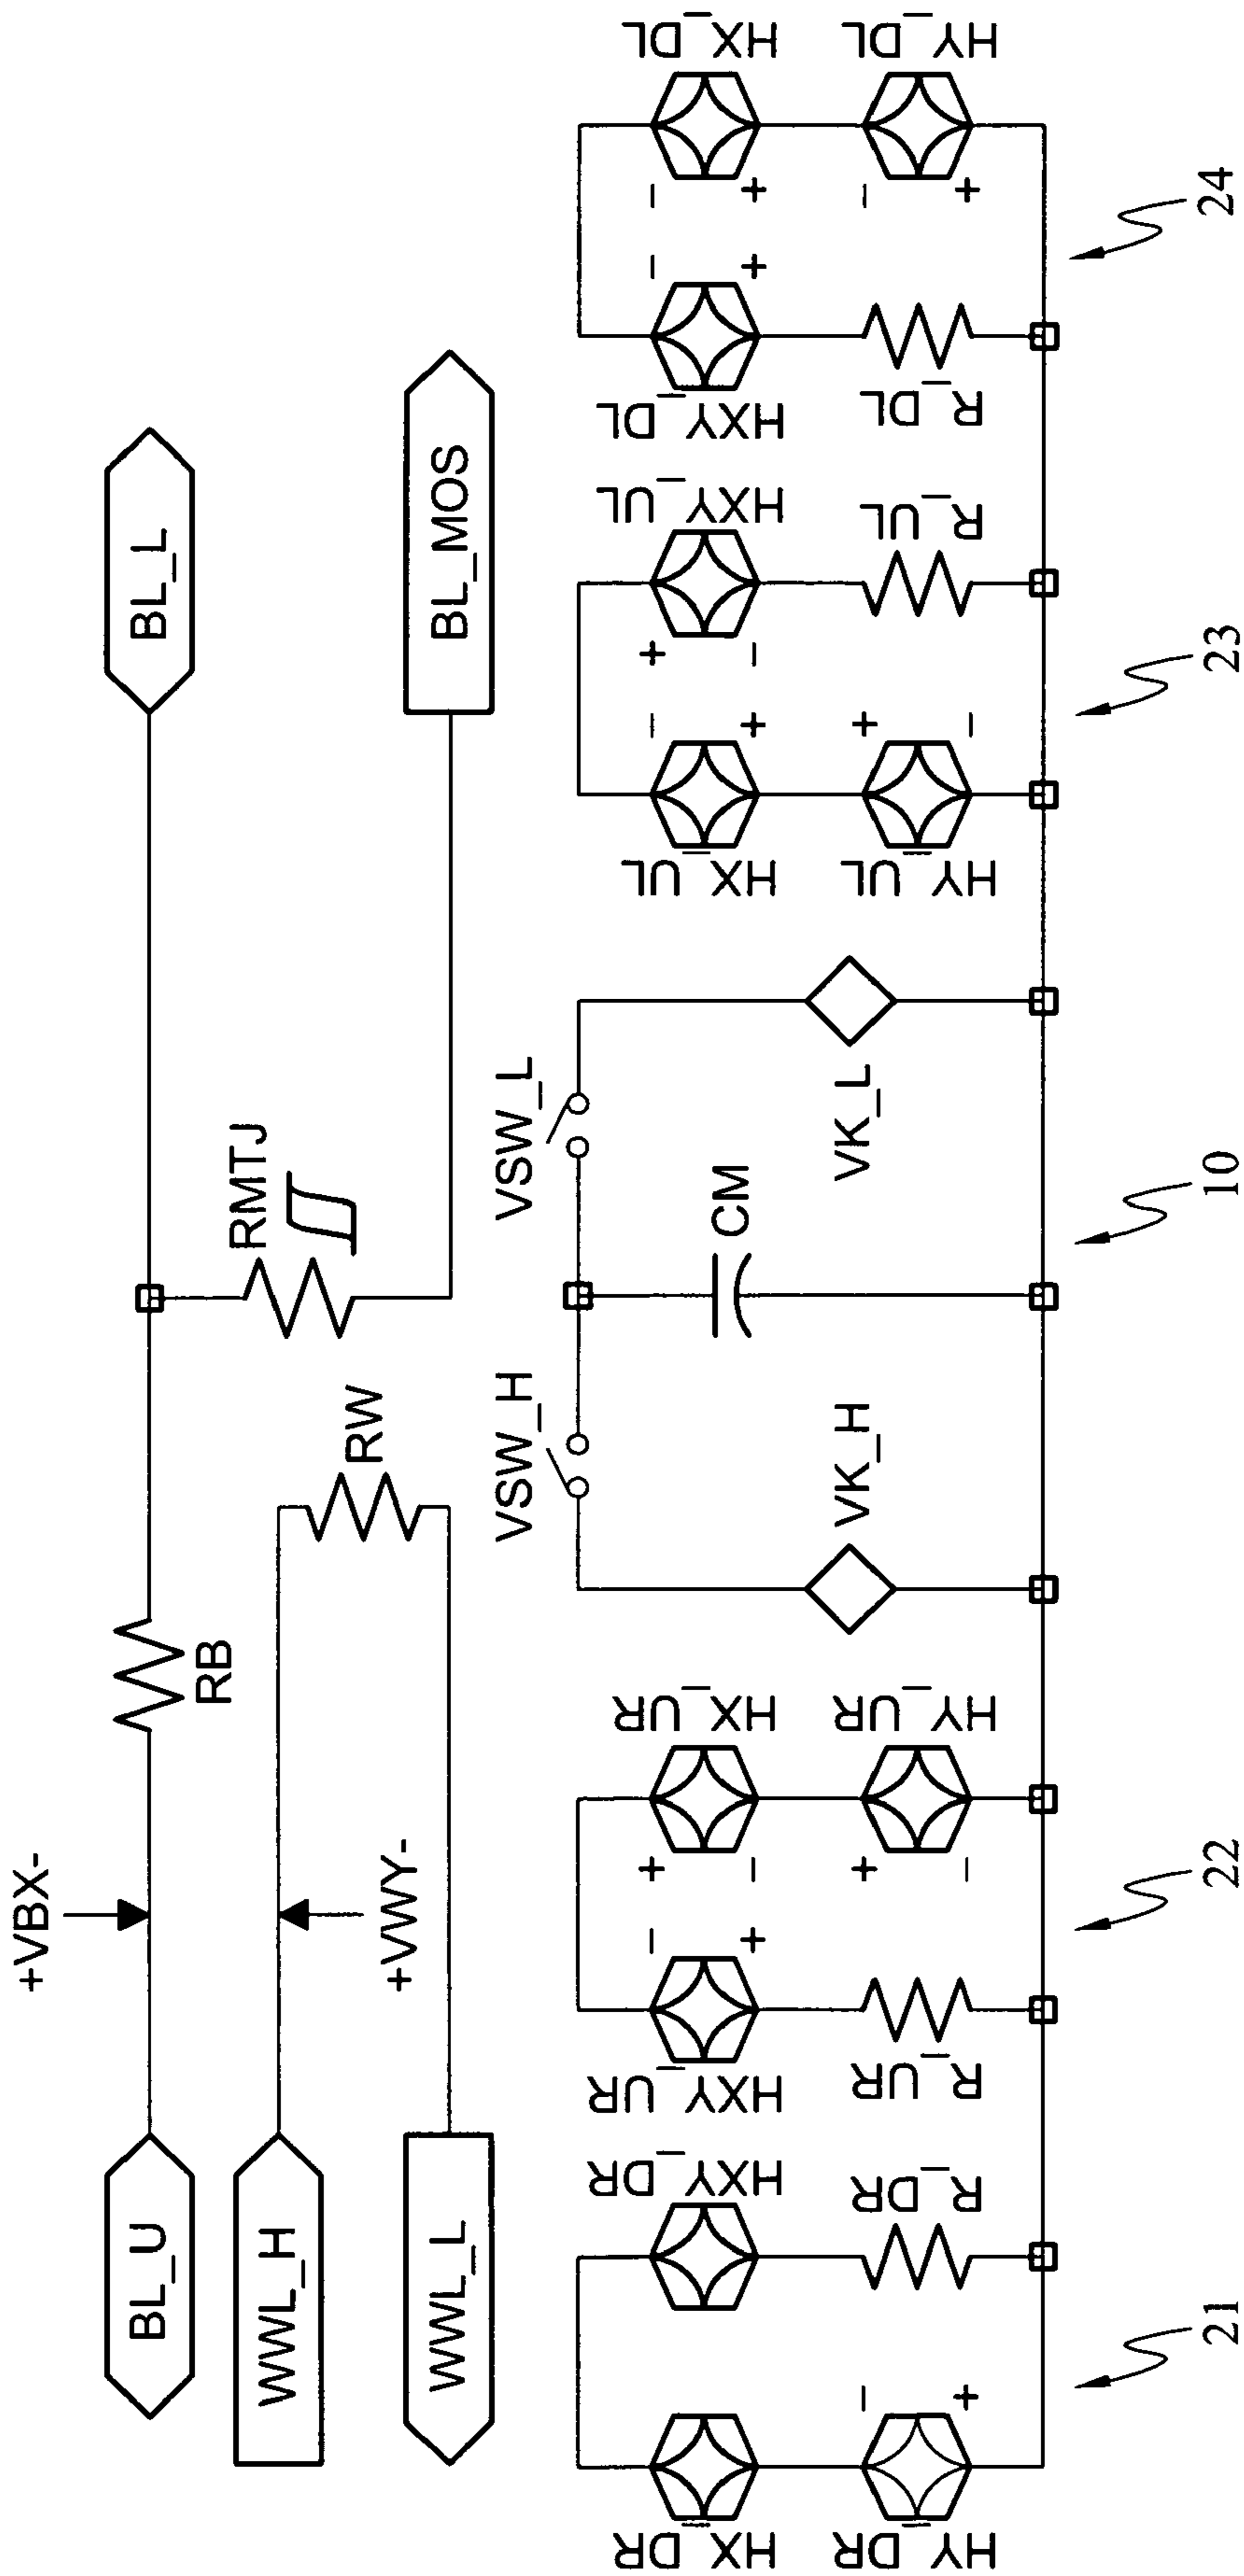 +VBX-
BL_U
RB
BL_L
WWL_H
+VWY-
RW
RMTJ
WWL_L
BL_MOS
VSW_H
VSW_L
HX_DR
HXY_DR
HXY_UR
HX_UR
CM
HX_UL
HXY_UL
HXY_DL
HX_DL
HY_DR
R_DR
R_UR
HY_UR
VK_H
VK_L
HY_UL
R_UL
R_DL
HY_DL
- +
- +
+ -
+ -
- +
+ -
+ -
- +
- +
- +
21
22
10
23
24